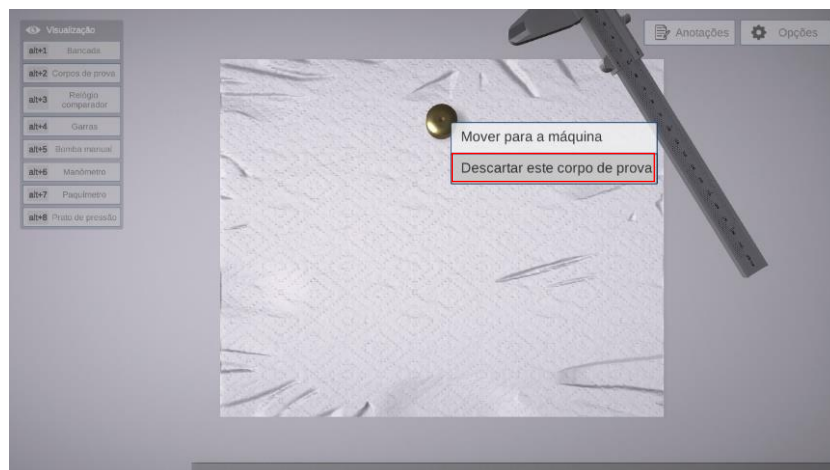 Visualização
alt+1 Bancada
alt+2 Corpos de prova
alt+3 Relógio
comparador
alt+4 Garras
alt+5 Bomba manual
alt+6 Manômetro
alt+7 Paquímetro
alt+8 Prato de pressão
Anotações
Opções
Mover para a máquina
Descartar este corpo de prova